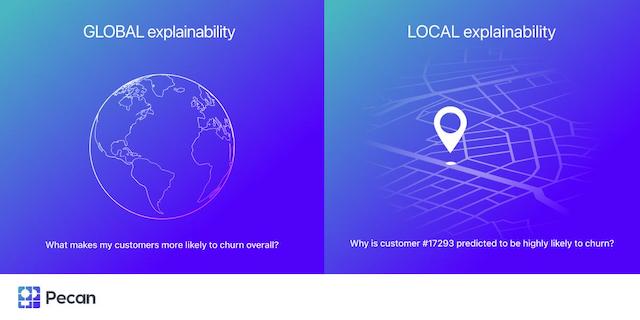 GLOBAL explainability
What makes my customers more likely to churn overall?
LOCAL explainability
Why is customer #17293 predicted to be highly likely to churn?
Pecan